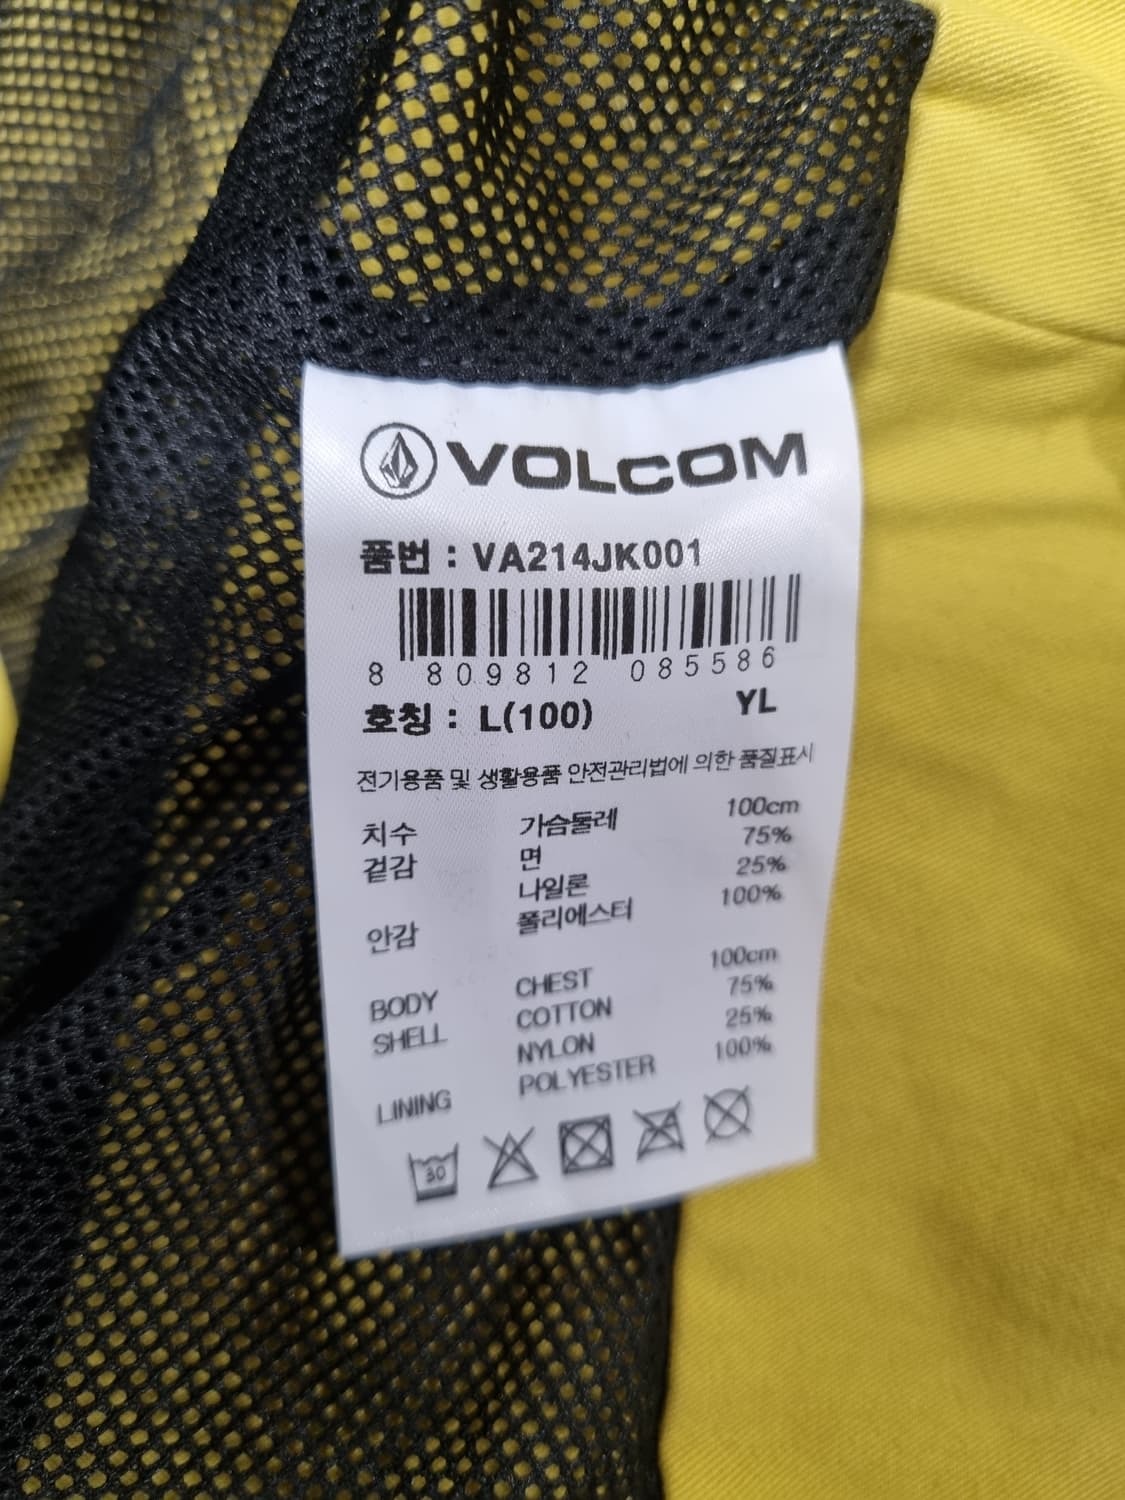 VOLCOM
품번 : VA214JK001
8 809812 085586
호칭 : L(100) YL
전기용품 및 생활용품 안전관리법에 의한 품질표시
치수 가슴둘레 100cm
겉감 면 75%
나일론 25%
안감 폴리에스터 100%
BODY CHEST 100cm
SHELL COTTON 75%
NYLON 25%
LINING POLYESTER 100%
30